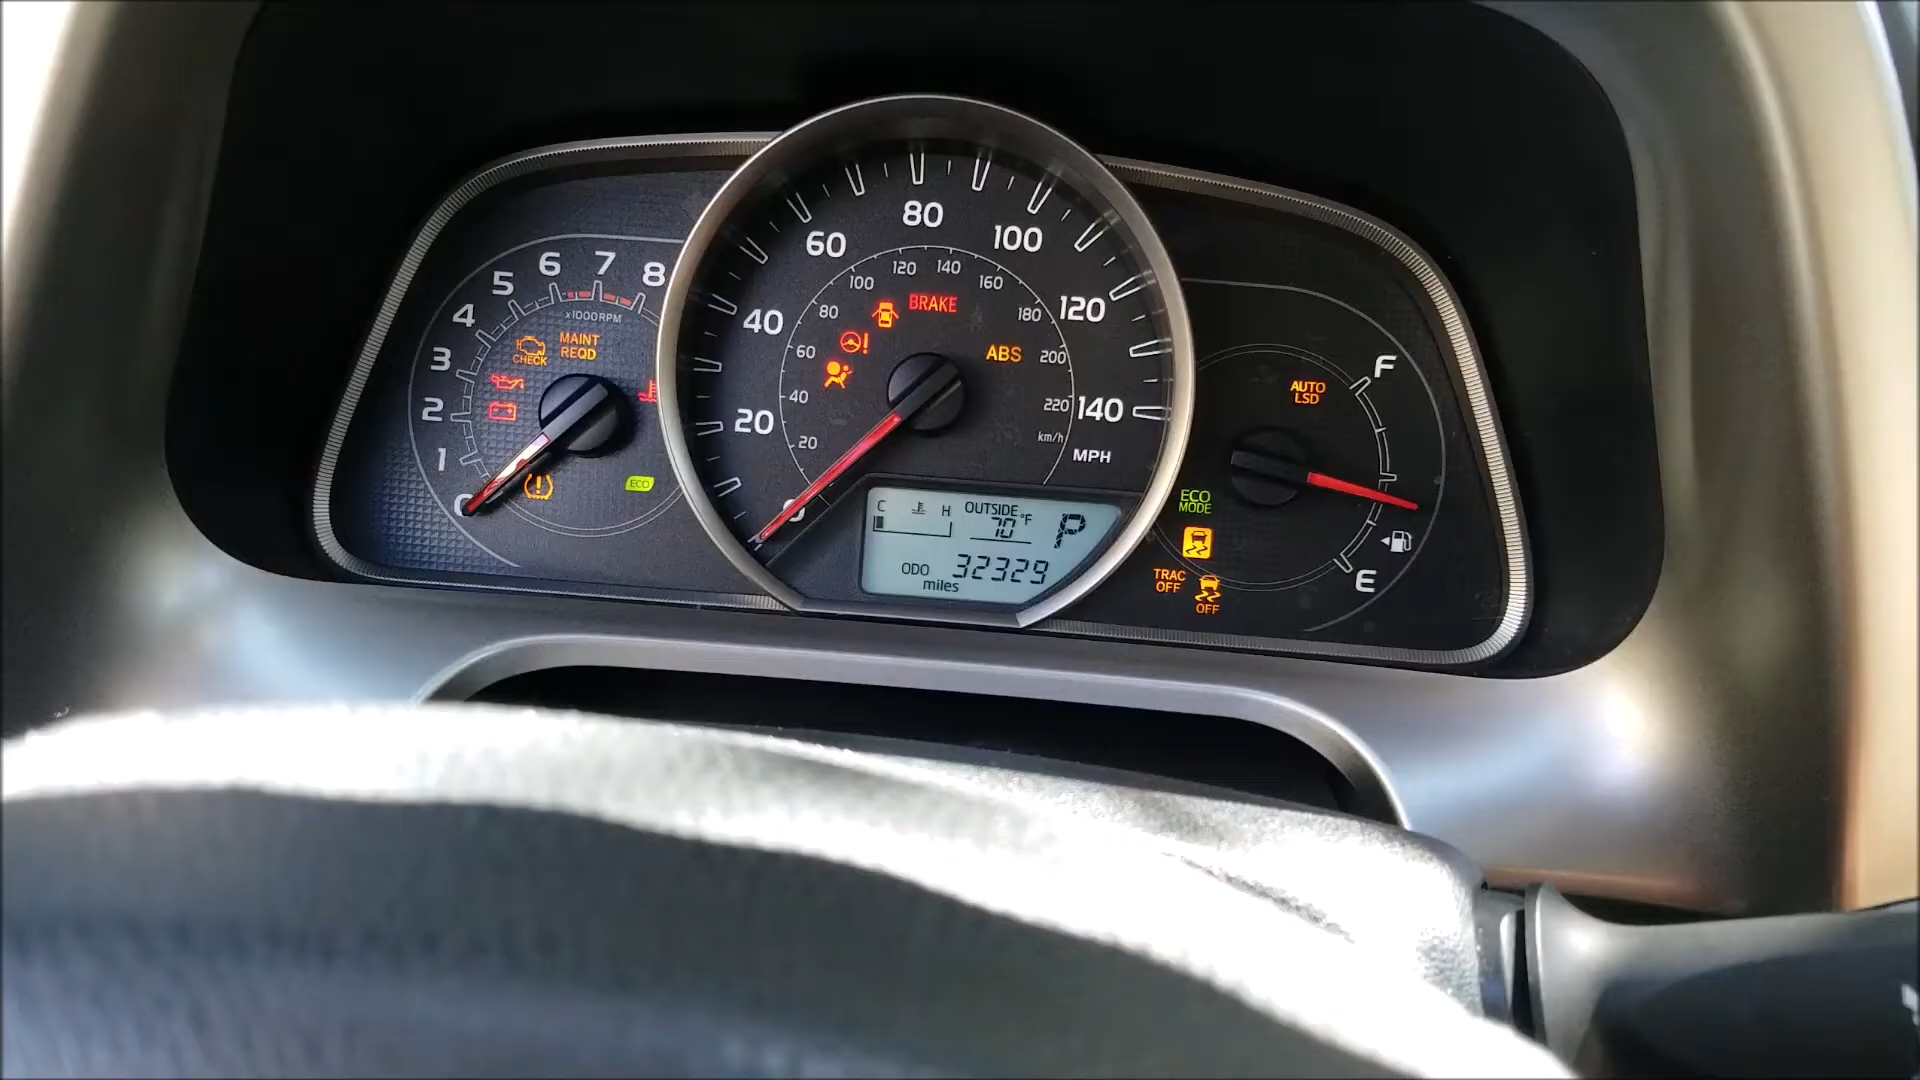 0
1
2
3
4
5
6
7
8
x1000RPM
CHECK
MAINT
REQD
ECO
0
20
40
60
80
100
120
140
MPH
20
40
60
80
100
120
140
160
180
200
220
km/h
BRAKE
ABS
C
H
OUTSIDE
70°F
P
ODO
miles
32329
AUTO
LSD
F
E
ECO
MODE
TRAC
OFF
OFF